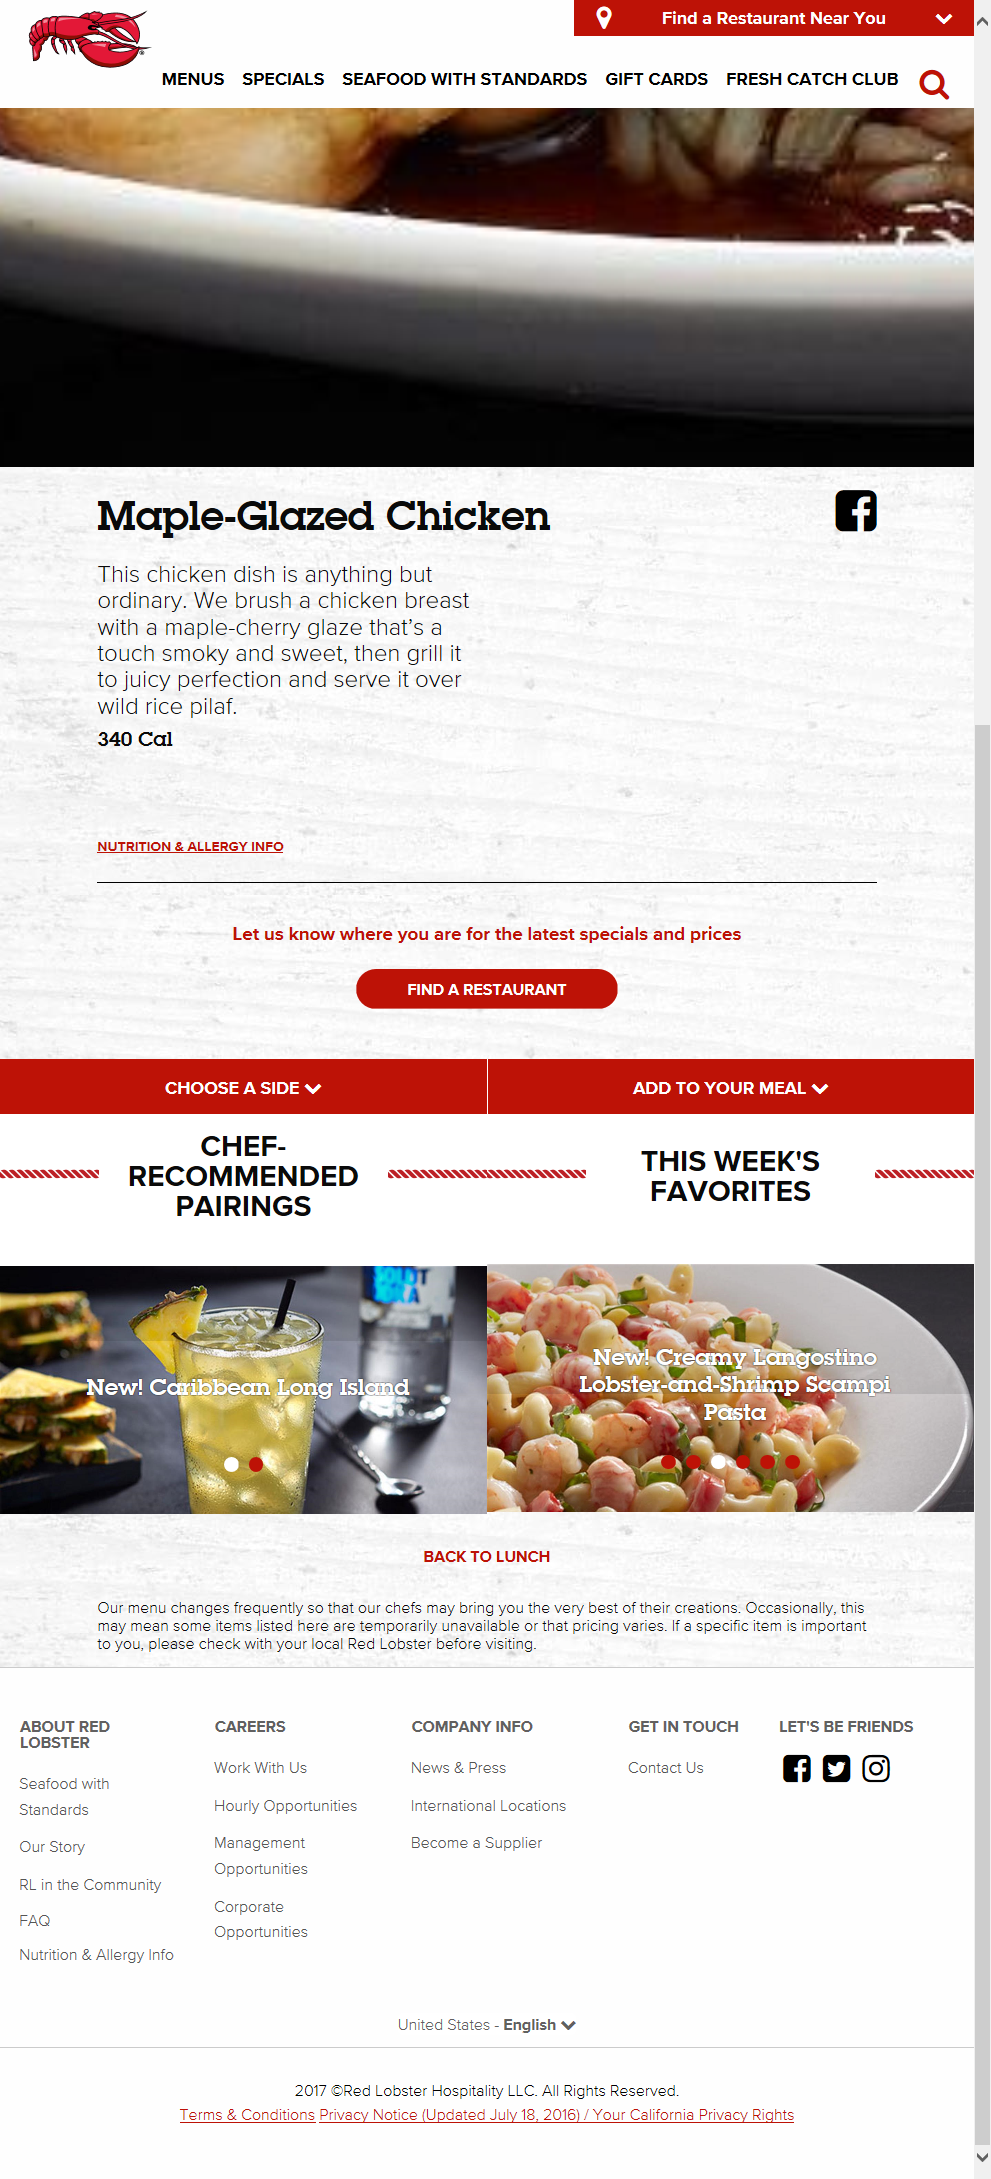 Find a Restaurant Near You
MENUS SPECIALS SEAFOOD WITH STANDARDS GIFT CARDS FRESH CATCH CLUB
Maple-Glazed Chicken
This chicken dish is anything but
ordinary. We brush a chicken breast
with a maple-cherry glaze that’s a
touch smoky and sweet, then grill it
to juicy perfection and serve it over
wild rice pilaf.
340 Cal
NUTRITION & ALLERGY INFO
Let us know where you are for the latest specials and prices
FIND A RESTAURANT
CHOOSE A SIDE
ADD TO YOUR MEAL
CHEF-
RECOMMENDED
PAIRINGS
THIS WEEK'S
FAVORITES
New! Caribbean Long Island
New! Creamy Langostino
Lobster-and-Shrimp Scampi
Pasta
BACK TO LUNCH
Our menu changes frequently so that our chefs may bring you the very best of their creations. Occasionally, this
may mean some items listed here are temporarily unavailable or that pricing varies. If a specific item is important
to you, please check with your local Red Lobster before visiting.
ABOUT RED
LOBSTER
Seafood with
Standards
Our Story
RL in the Community
FAQ
Nutrition & Allergy Info
CAREERS
Work With Us
Hourly Opportunities
Management
Opportunities
Corporate
Opportunities
COMPANY INFO
News & Press
International Locations
Become a Supplier
GET IN TOUCH
Contact Us
LET'S BE FRIENDS
United States - English
2017 ©Red Lobster Hospitality LLC. All Rights Reserved.
Terms & Conditions Privacy Notice (Updated July 18, 2016) / Your California Privacy Rights